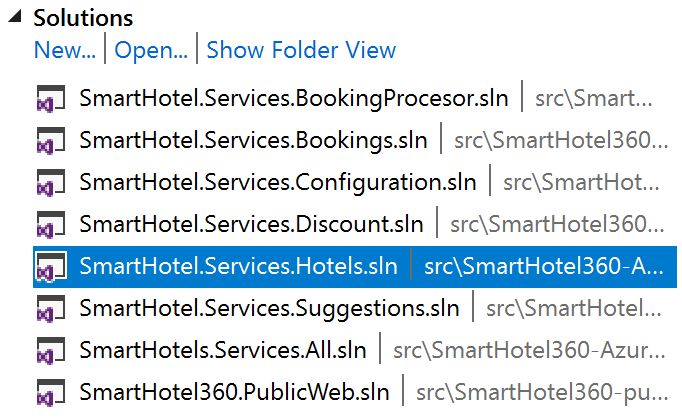 Solutions
New... | Open... | Show Folder View
SmartHotel.Services.BookingProcesor.sln | src\Smart...
SmartHotel.Services.Bookings.sln | src\SmartHotel360...
SmartHotel.Services.Configuration.sln | src\SmartHot...
SmartHotel.Services.Discount.sln | src\SmartHotel360...
SmartHotel.Services.Hotels.sln | src\SmartHotel360-A...
SmartHotel.Services.Suggestions.sln | src\SmartHotel...
SmartHotels.Services.All.sln | src\SmartHotel360-Azur...
SmartHotel360.PublicWeb.sln | src\SmartHotel360-pu...